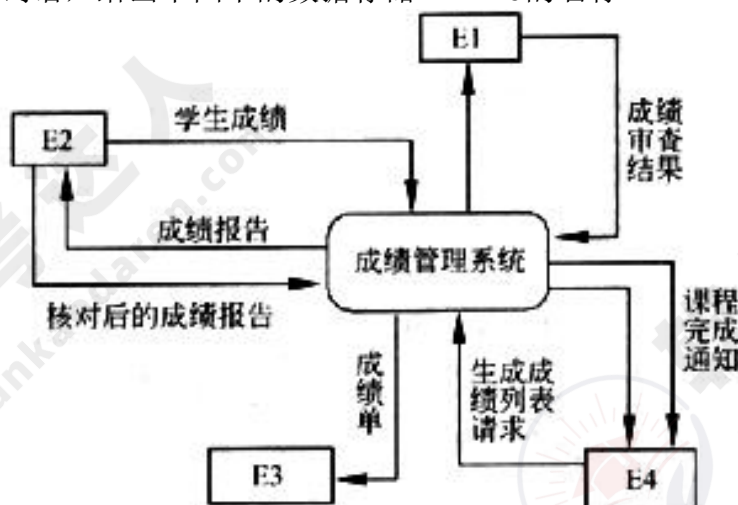 E1
学生成绩
成绩
审查
结果
E2
成绩报告
成绩管理系统
核对后的成绩报告
课程
完成
通知
成
绩
单
生成成
绩列表
请求
E3
E4